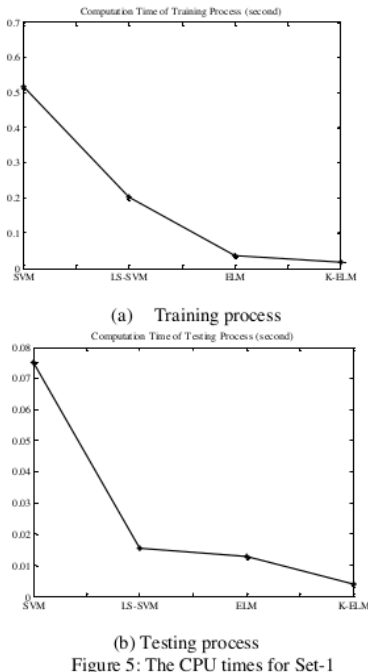 Computation Time of Training Process (second)
0.7
0.6
0.5
0.4
0.3
0.2
0.1
0
SVM LS-SVM ELM K-ELM
(a) Training process
Computation Time of Testing Process (second)
0.08
0.07
0.06
0.05
0.04
0.03
0.02
0.01
0
SVM LS-SVM ELM K-ELM
(b) Testing process
Figure 5: The CPU times for Set-1